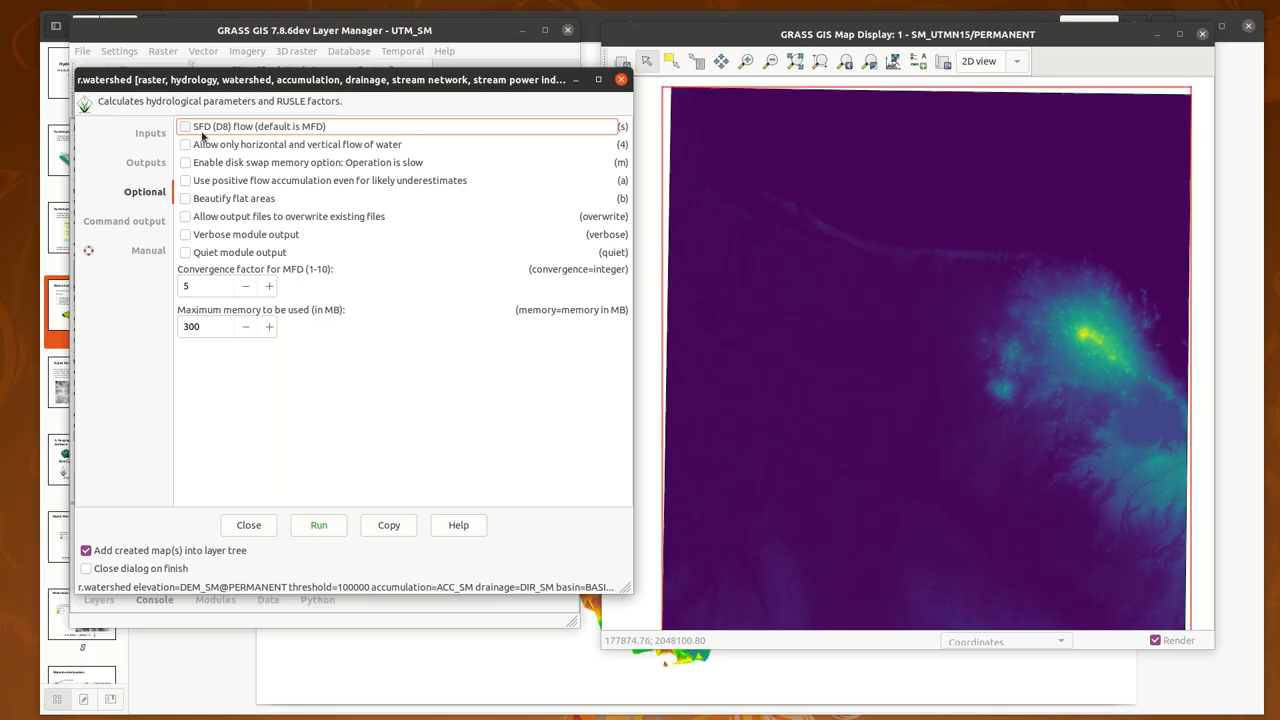 GRASS GIS 7.8.6dev Layer Manager - UTM_SM
File Settings Raster Vector Imagery 3D raster Database Temporal Help
r.watershed [raster, hydrology, watershed, accumulation, drainage, stream network, stream power ind...
Calculates hydrological parameters and RUSLE factors.
Inputs
Outputs
Optional
Command output
Manual
SFD (D8) flow (default is MFD) (s)
Allow only horizontal and vertical flow of water (4)
Enable disk swap memory option: Operation is slow (m)
Use positive flow accumulation even for likely underestimates (a)
Beautify flat areas (b)
Allow output files to overwrite existing files (overwrite)
Verbose module output (verbose)
Quiet module output (quiet)
Convergence factor for MFD (1-10): (convergence=integer)
5
Maximum memory to be used (in MB): (memory=memory in MB)
300
Close Run Copy Help
Add created map(s) into layer tree
Close dialog on finish
r.watershed elevation=DEM_SM@PERMANENT threshold=100000 accumulation=ACC_SM drainage=DIR_SM basin=BASI...
Layers Console Modules Data Python
8
GRASS GIS Map Display: 1 - SM_UTMN15/PERMANENT
2D view
177874.76; 2048100.80
Coordinates
Render